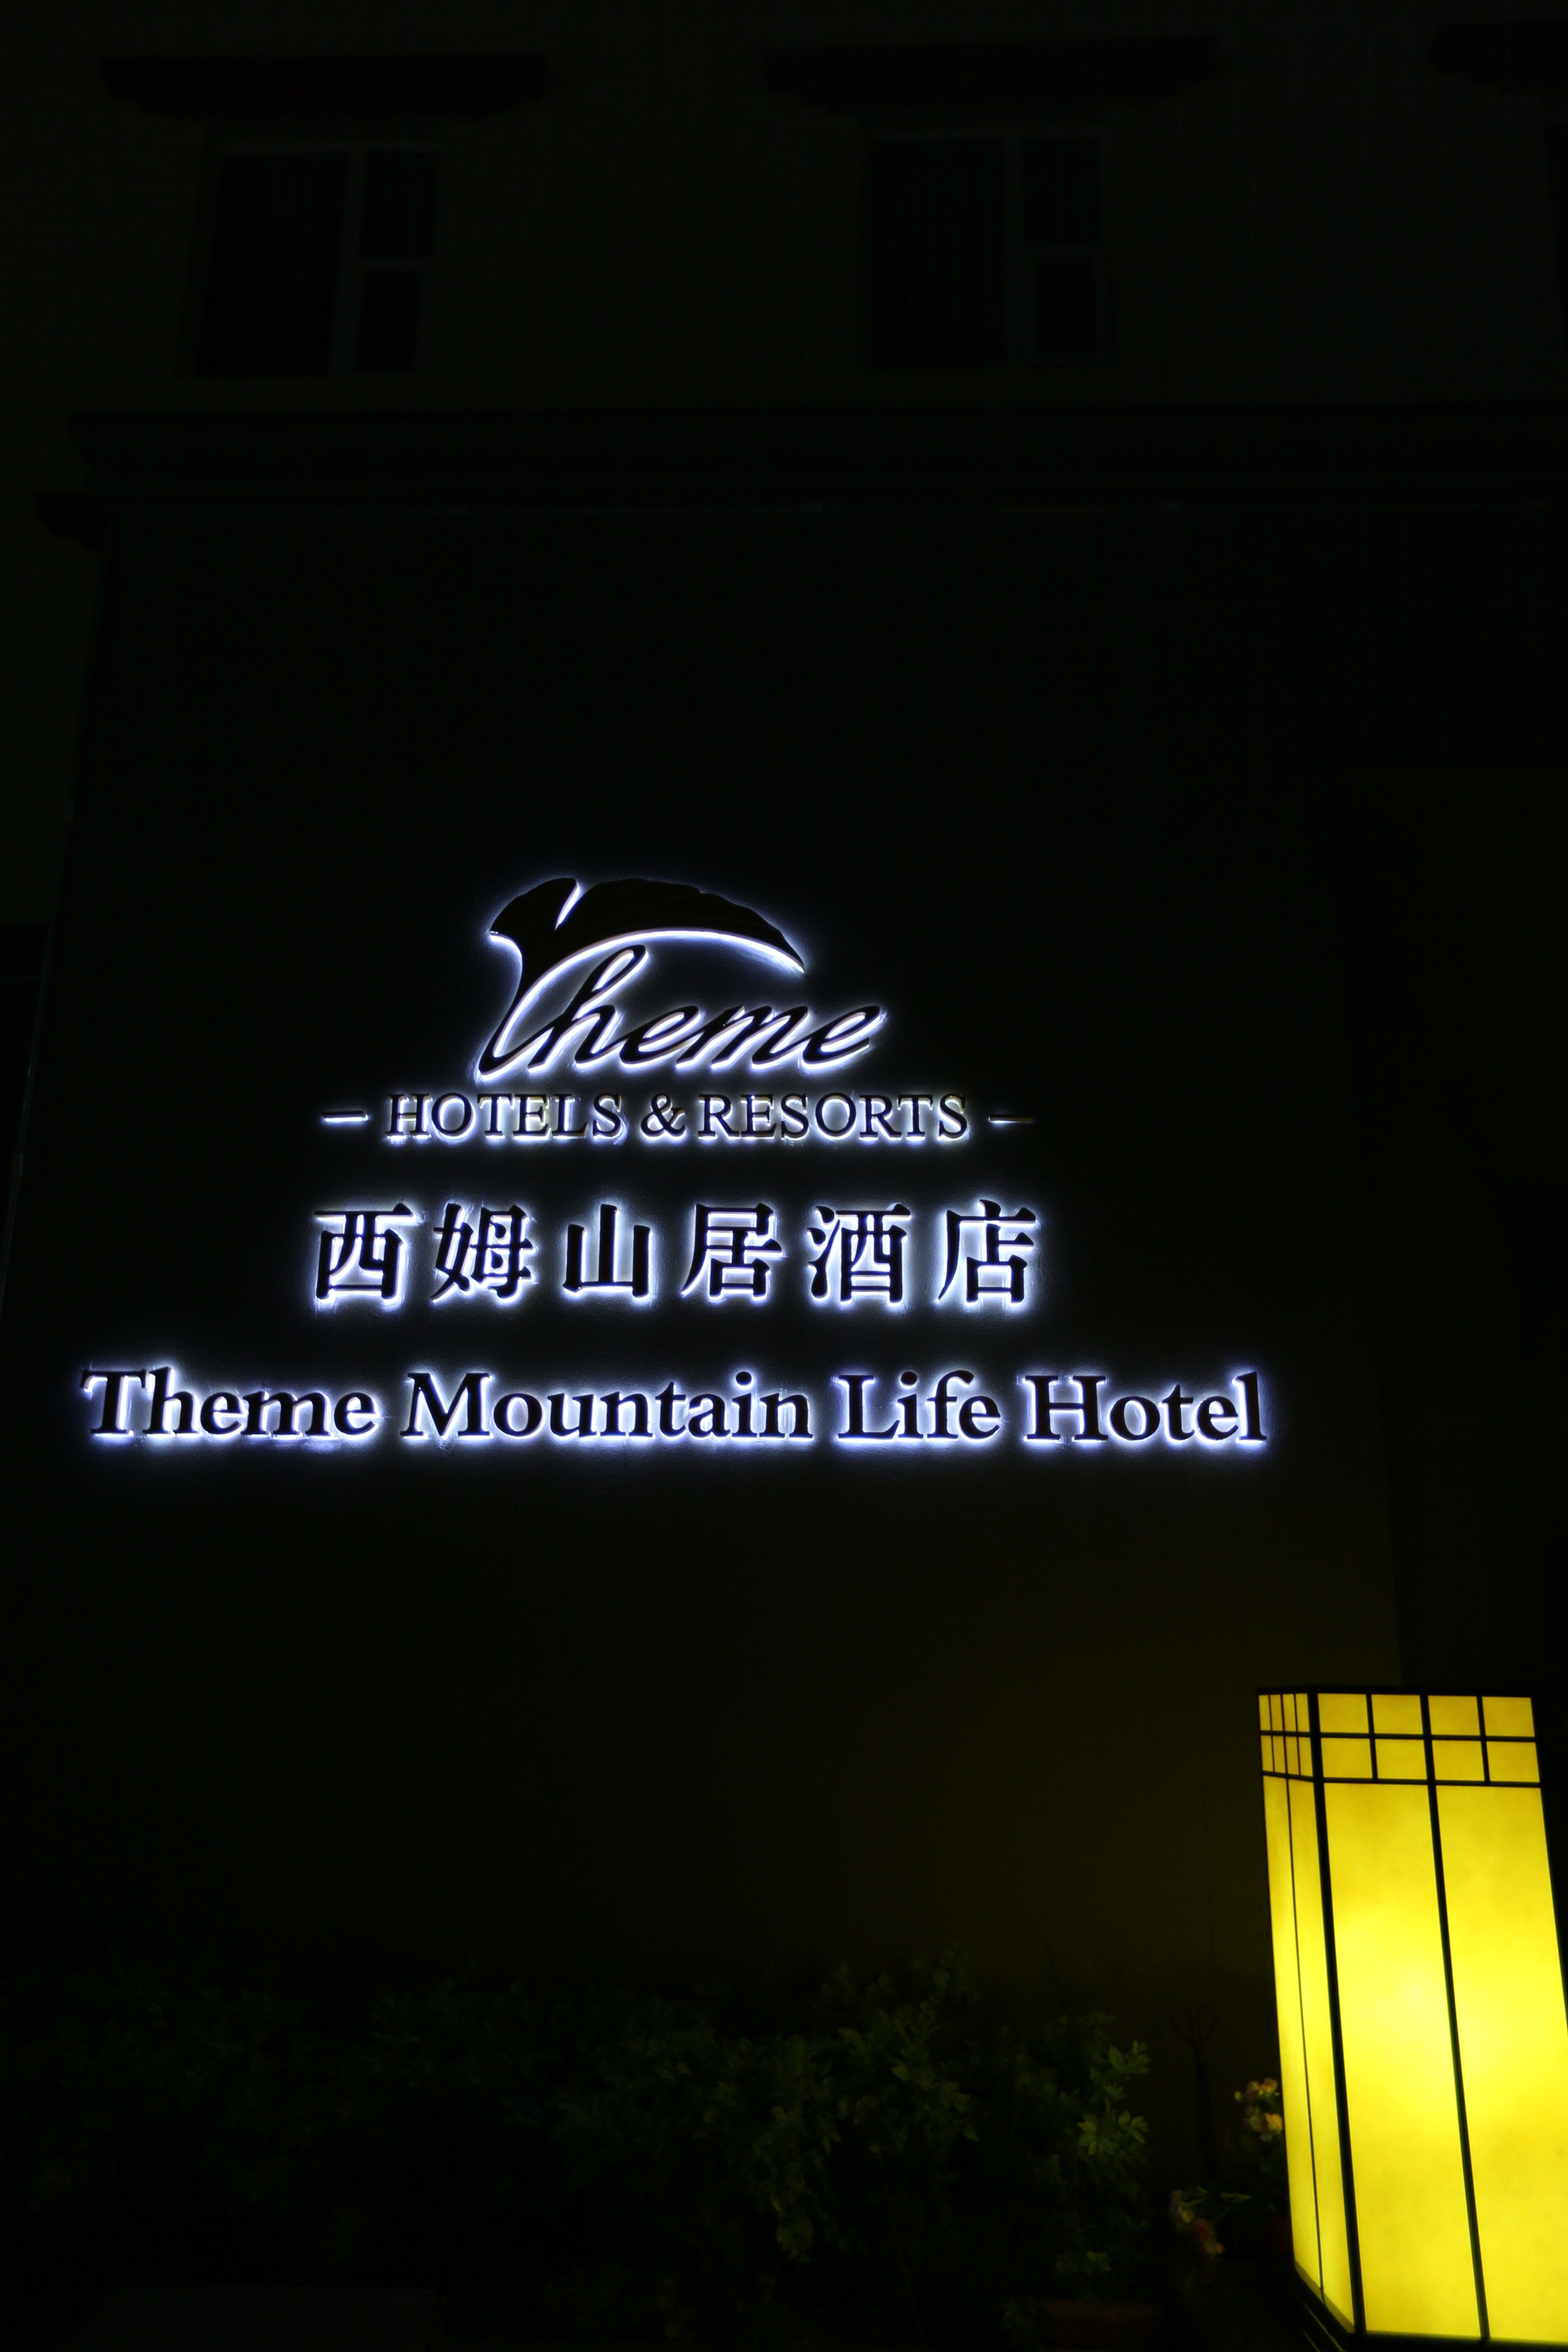 Theme
— HOTELS & RESORTS —
西姆山居酒店
Theme Mountain Life Hotel